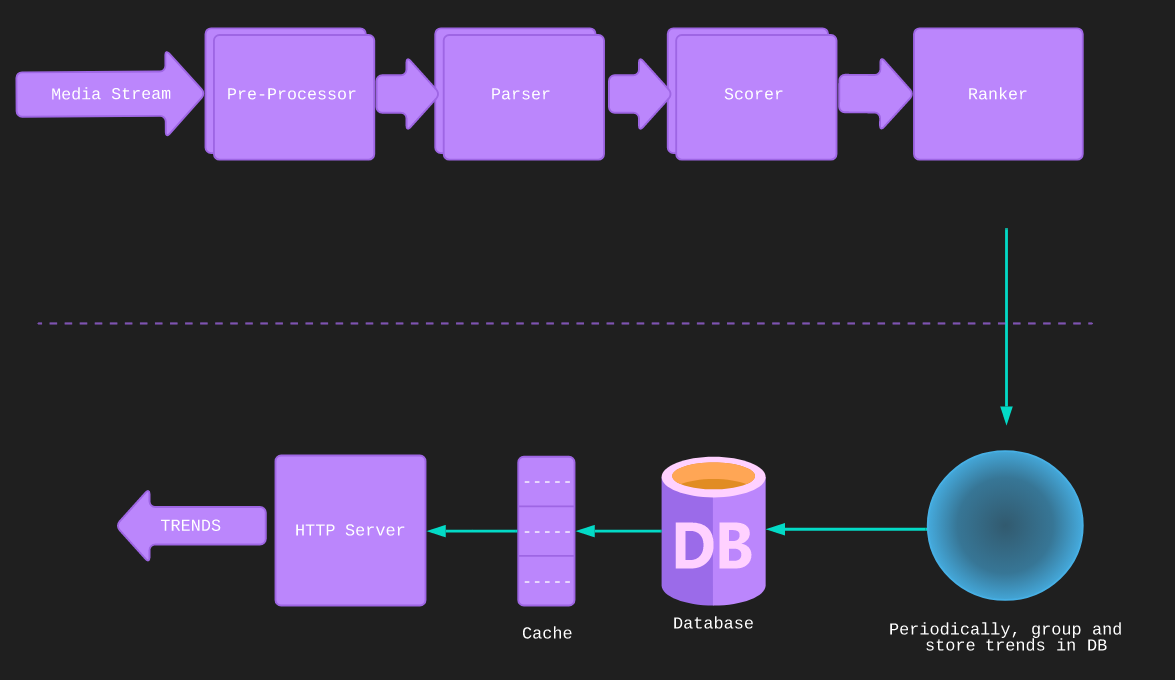 Media Stream
Pre-Processor
Parser
Scorer
Ranker
TRENDS
HTTP Server
Cache
DB
Database
Periodically, group and
store trends in DB